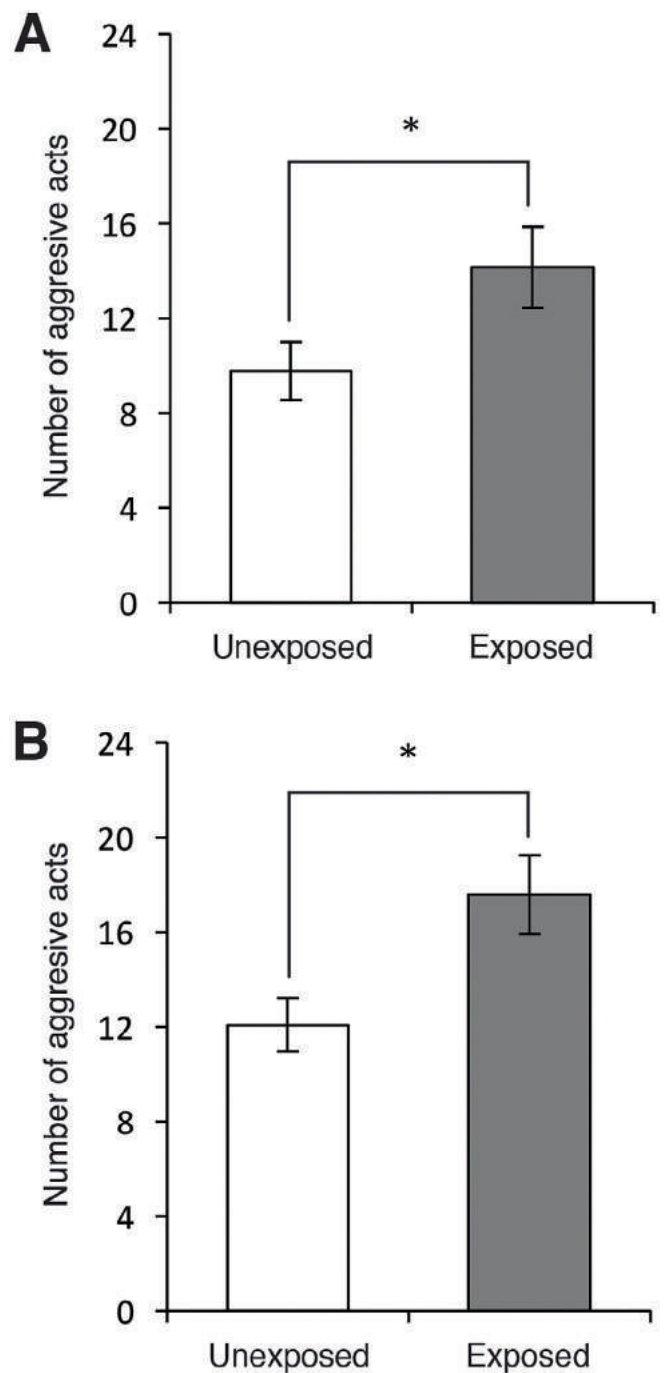 A
24
20
16
12
8
4
0
Number of aggresive acts
*
Unexposed Exposed
B
24
20
16
12
8
4
0
Number of aggresive acts
*
Unexposed Exposed